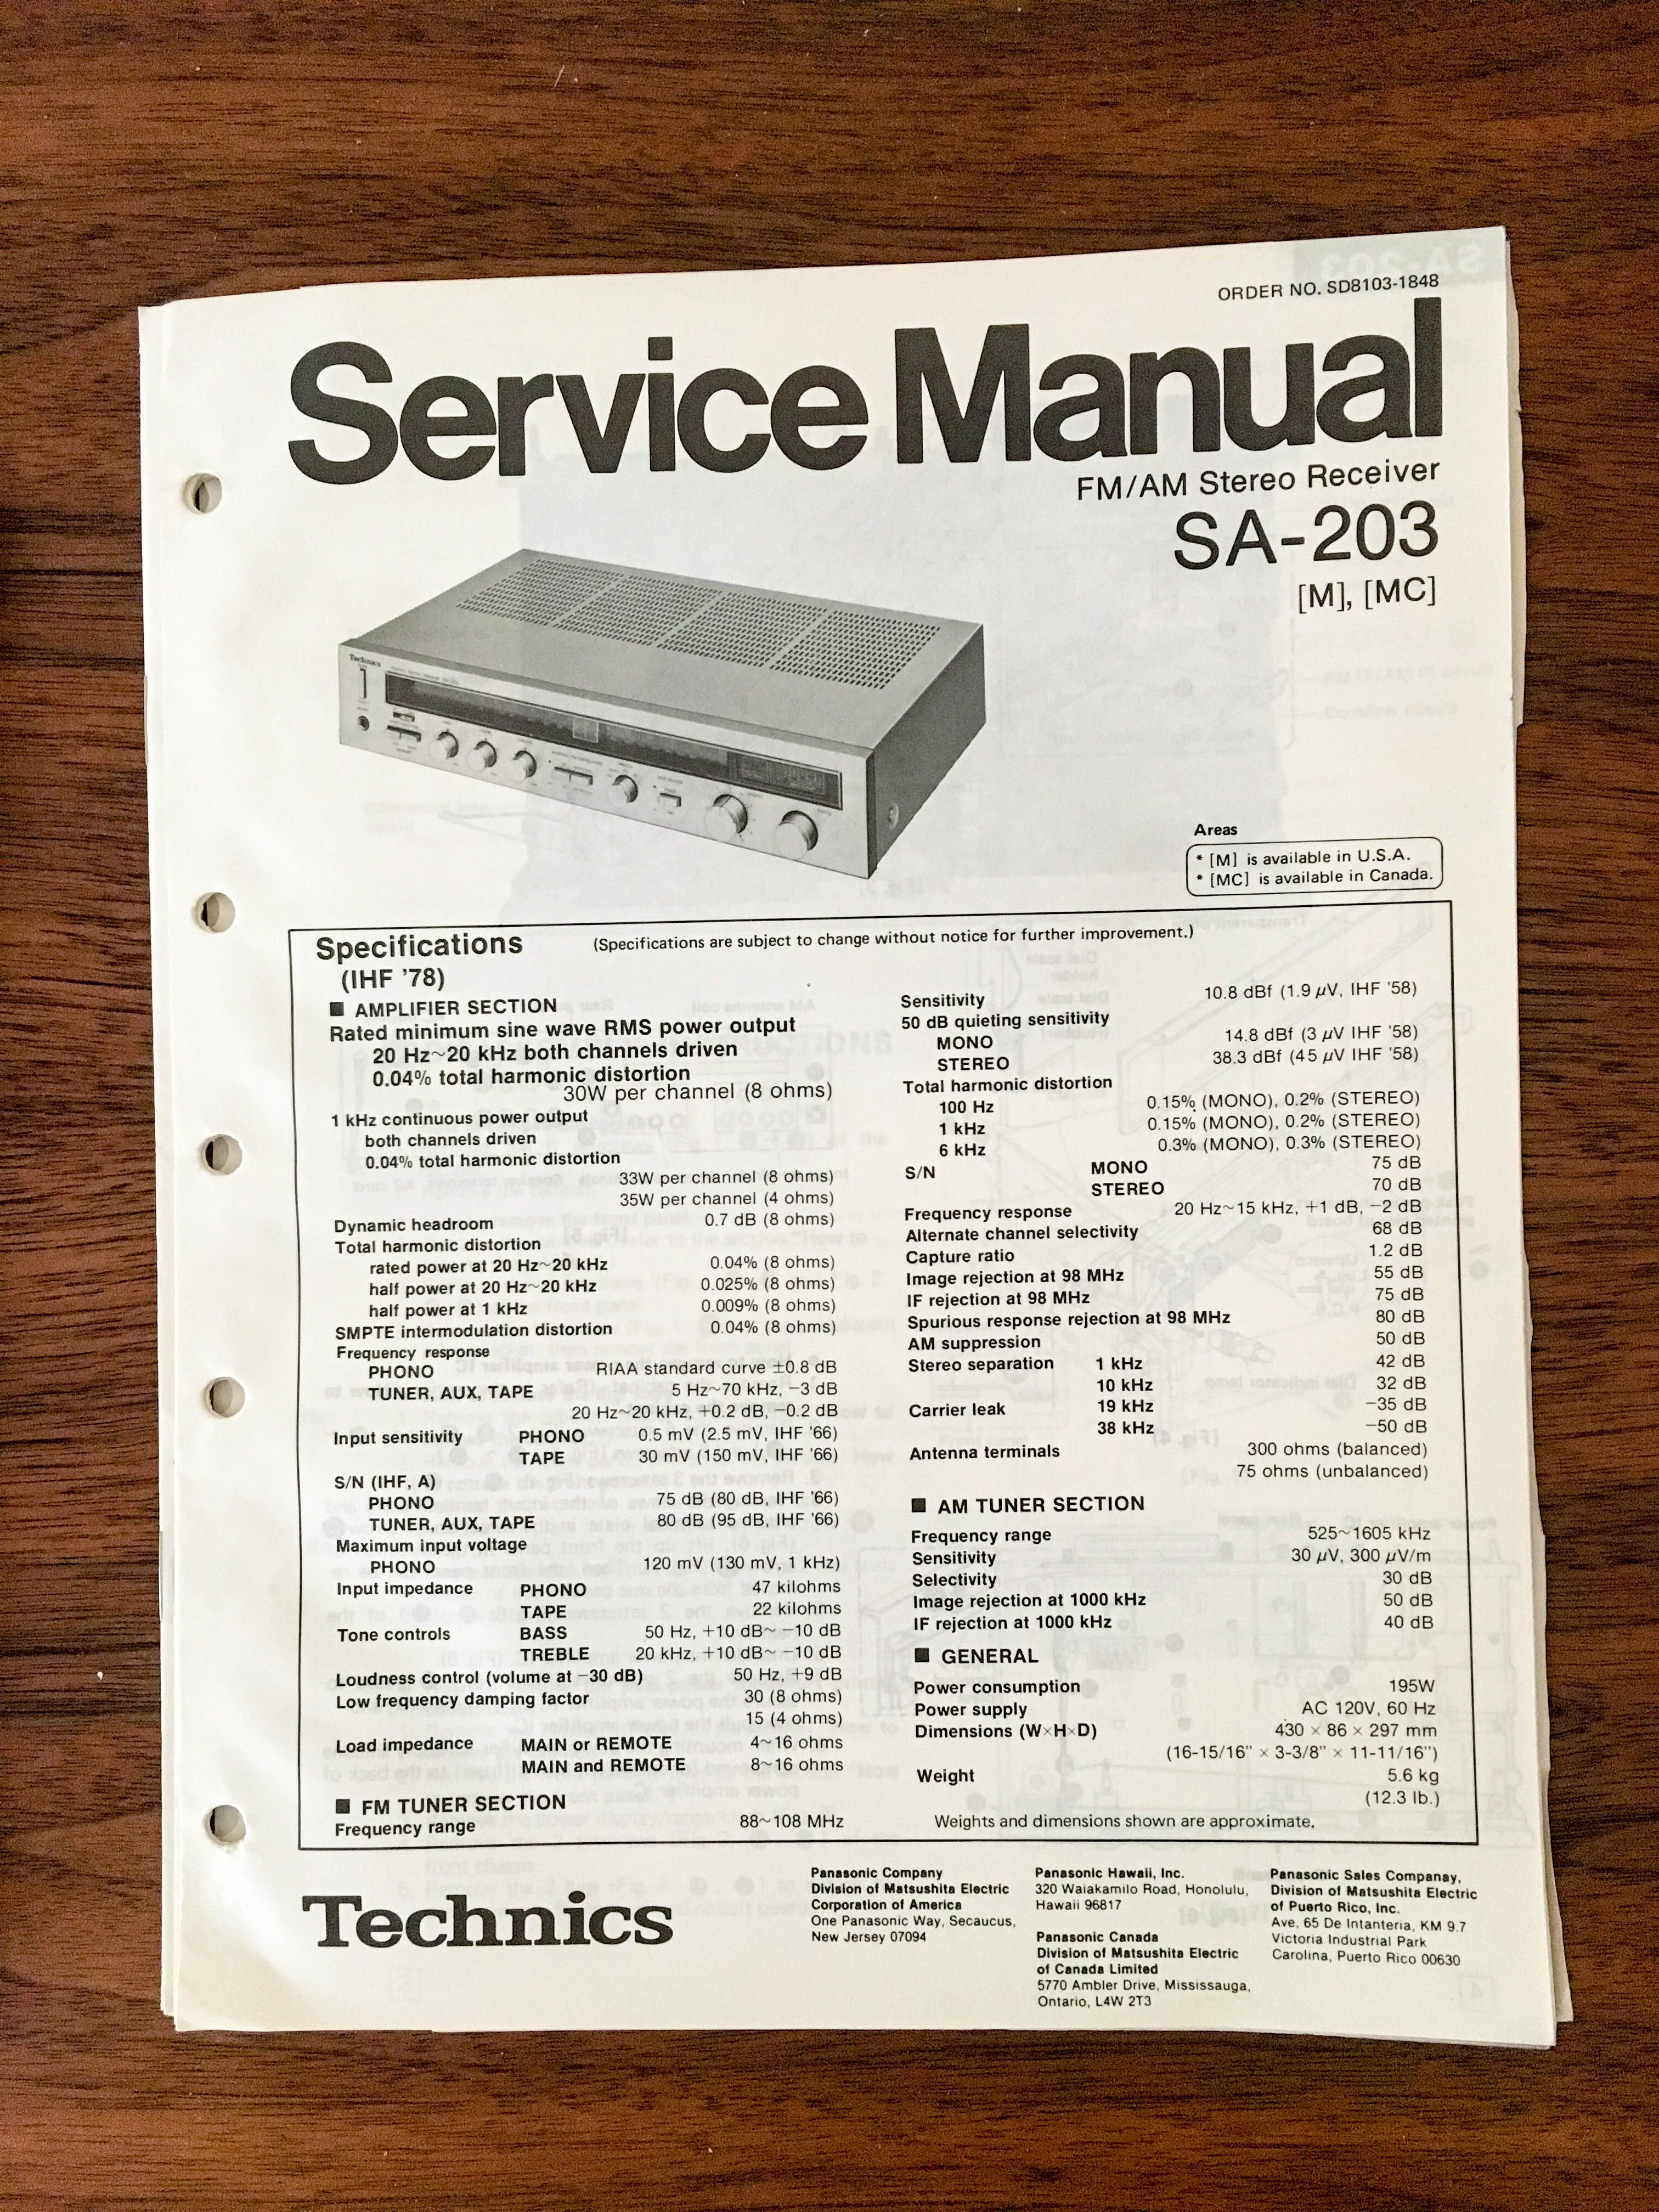 ORDER NO. SD8103-1848
Service Manual
FM/AM Stereo Receiver
SA-203
[M], [MC]
Technics
Areas
* [M] is available in U.S.A.
* [MC] is available in Canada.
Specifications (Specifications are subject to change without notice for further improvement.)
(IHF '78)
■ AMPLIFIER SECTION
Rated minimum sine wave RMS power output
20 Hz~20 kHz both channels driven
0.04% total harmonic distortion
30W per channel (8 ohms)
1 kHz continuous power output
both channels driven
0.04% total harmonic distortion
33W per channel (8 ohms)
35W per channel (4 ohms)
Dynamic headroom 0.7 dB (8 ohms)
Total harmonic distortion
rated power at 20 Hz~20 kHz 0.04% (8 ohms)
half power at 20 Hz~20 kHz 0.025% (8 ohms)
half power at 1 kHz 0.009% (8 ohms)
SMPTE intermodulation distortion 0.04% (8 ohms)
Frequency response
PHONO RIAA standard curve ±0.8 dB
TUNER, AUX, TAPE 5 Hz~70 kHz, −3 dB
20 Hz~20 kHz, +0.2 dB, −0.2 dB
Input sensitivity PHONO 0.5 mV (2.5 mV, IHF '66)
TAPE 30 mV (150 mV, IHF '66)
S/N (IHF, A)
PHONO 75 dB (80 dB, IHF '66)
TUNER, AUX, TAPE 80 dB (95 dB, IHF '66)
Maximum input voltage
PHONO 120 mV (130 mV, 1 kHz)
Input impedance PHONO 47 kilohms
TAPE 22 kilohms
Tone controls BASS 50 Hz, +10 dB~ −10 dB
TREBLE 20 kHz, +10 dB~ −10 dB
Loudness control (volume at −30 dB) 50 Hz, +9 dB
Low frequency damping factor 30 (8 ohms)
15 (4 ohms)
Load impedance MAIN or REMOTE 4~16 ohms
MAIN and REMOTE 8~16 ohms
■ FM TUNER SECTION
Frequency range 88~108 MHz
Sensitivity 10.8 dBf (1.9 μV, IHF '58)
50 dB quieting sensitivity
MONO 14.8 dBf (3 μV IHF '58)
STEREO 38.3 dBf (45 μV IHF '58)
Total harmonic distortion
100 Hz 0.15% (MONO), 0.2% (STEREO)
1 kHz 0.15% (MONO), 0.2% (STEREO)
6 kHz 0.3% (MONO), 0.3% (STEREO)
S/N MONO 75 dB
STEREO 70 dB
Frequency response 20 Hz~15 kHz, +1 dB, −2 dB
Alternate channel selectivity 68 dB
Capture ratio 1.2 dB
Image rejection at 98 MHz 55 dB
IF rejection at 98 MHz 75 dB
Spurious response rejection at 98 MHz 80 dB
AM suppression 50 dB
Stereo separation 1 kHz 42 dB
10 kHz 32 dB
Carrier leak 19 kHz −35 dB
38 kHz −50 dB
Antenna terminals 300 ohms (balanced)
75 ohms (unbalanced)
■ AM TUNER SECTION
Frequency range 525~1605 kHz
Sensitivity 30 μV, 300 μV/m
Selectivity 30 dB
Image rejection at 1000 kHz 50 dB
IF rejection at 1000 kHz 40 dB
■ GENERAL
Power consumption 195W
Power supply AC 120V, 60 Hz
Dimensions (W×H×D) 430 × 86 × 297 mm
(16-15/16" × 3-3/8" × 11-11/16")
Weight 5.6 kg
(12.3 lb.)
Weights and dimensions shown are approximate.
Technics
Panasonic Company
Division of Matsushita Electric
Corporation of America
One Panasonic Way, Secaucus,
New Jersey 07094
Panasonic Hawaii, Inc.
320 Waiakamilo Road, Honolulu,
Hawaii 96817
Panasonic Canada
Division of Matsushita Electric
of Canada Limited
5770 Ambler Drive, Mississauga,
Ontario, L4W 2T3
Panasonic Sales Companay,
Division of Matsushita Electric
of Puerto Rico, Inc.
Ave. 65 De Intanteria, KM 9.7
Victoria Industrial Park
Carolina, Puerto Rico 00630